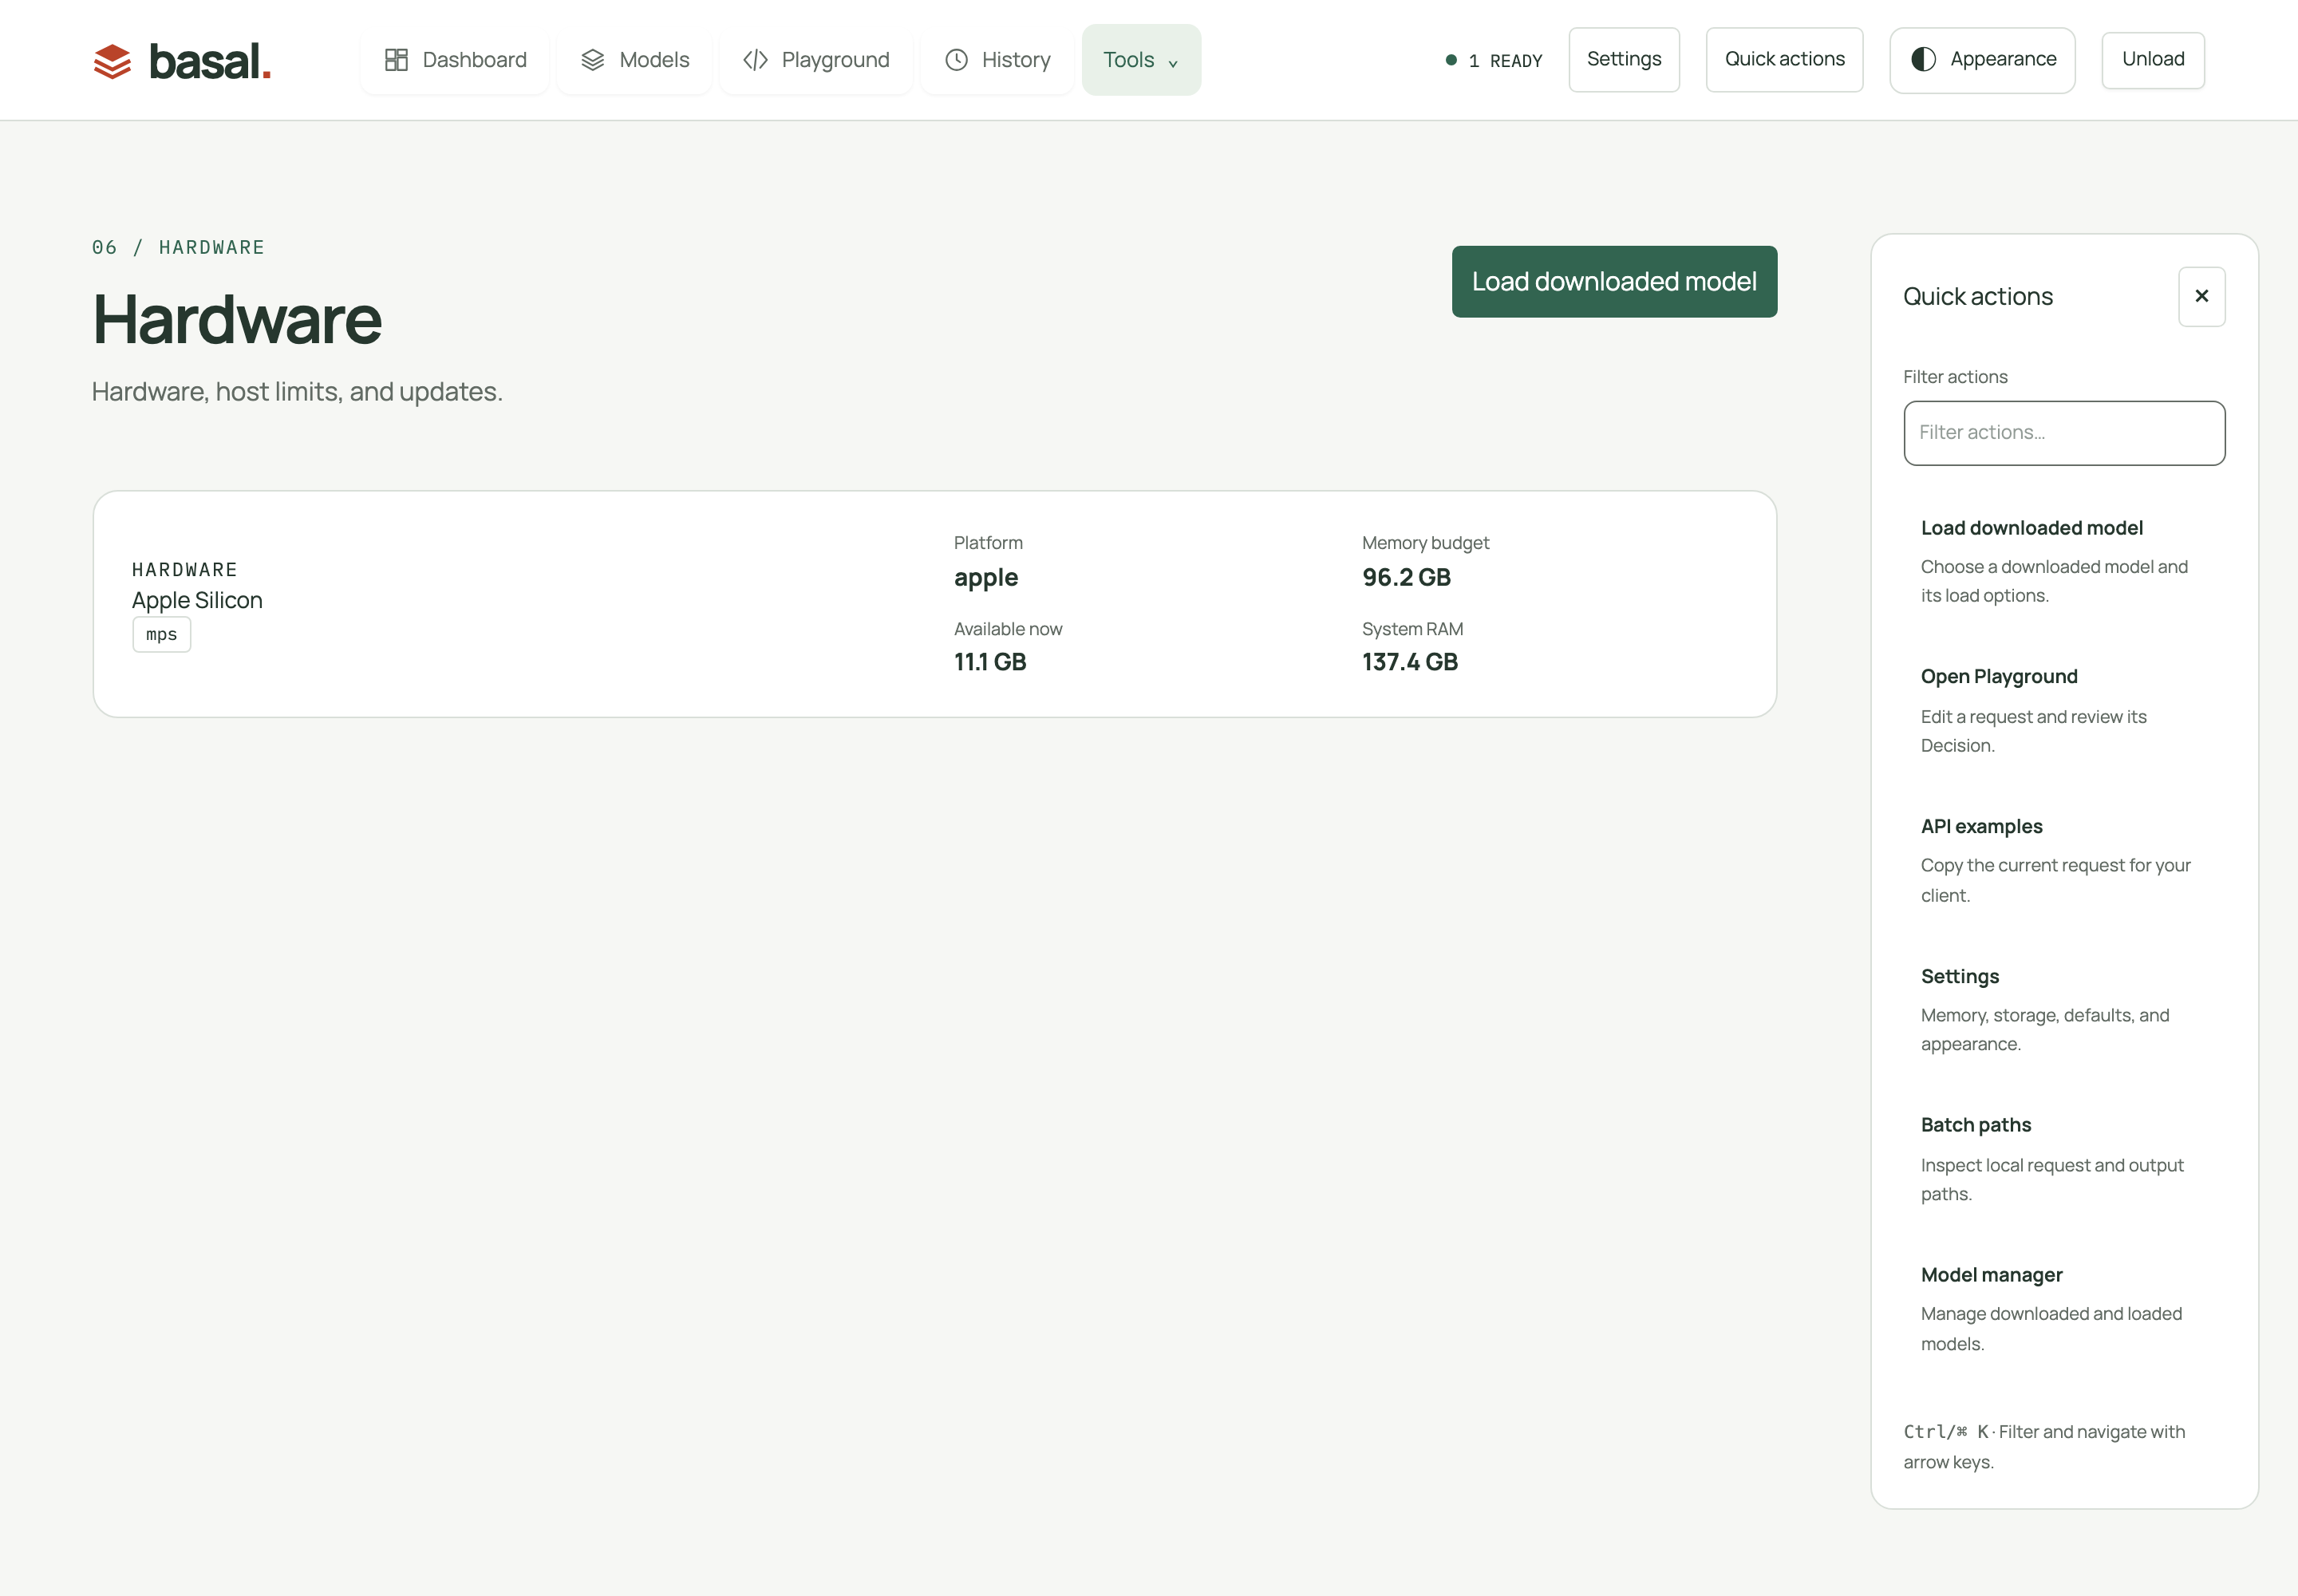 basal.
Dashboard
Models
Playground
History
Tools
1 READY
Settings
Quick actions
Appearance
Unload
06 / HARDWARE
Hardware
Hardware, host limits, and updates.
Load downloaded model
HARDWARE
Apple Silicon
mps
Platform
apple
Memory budget
96.2 GB
Available now
11.1 GB
System RAM
137.4 GB
Quick actions
Filter actions
Filter actions…
Load downloaded model
Choose a downloaded model and
its load options.
Open Playground
Edit a request and review its
Decision.
API examples
Copy the current request for your
client.
Settings
Memory, storage, defaults, and
appearance.
Batch paths
Inspect local request and output
paths.
Model manager
Manage downloaded and loaded
models.
Ctrl/⌘ K · Filter and navigate with
arrow keys.